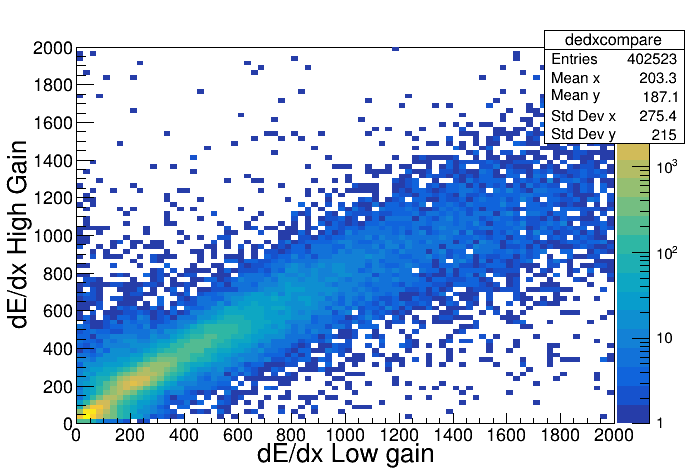 dedxcompare
Entries 402523
Mean x 203.3
Mean y 187.1
Std Dev x 275.4
Std Dev y 215
dE/dx High Gain
2000
1800
1600
1400
1200
1000
800
600
400
200
0
0 200 400 600 800 1000 1200 1400 1600 1800 2000
dE/dx Low gain
10³
10²
10
1